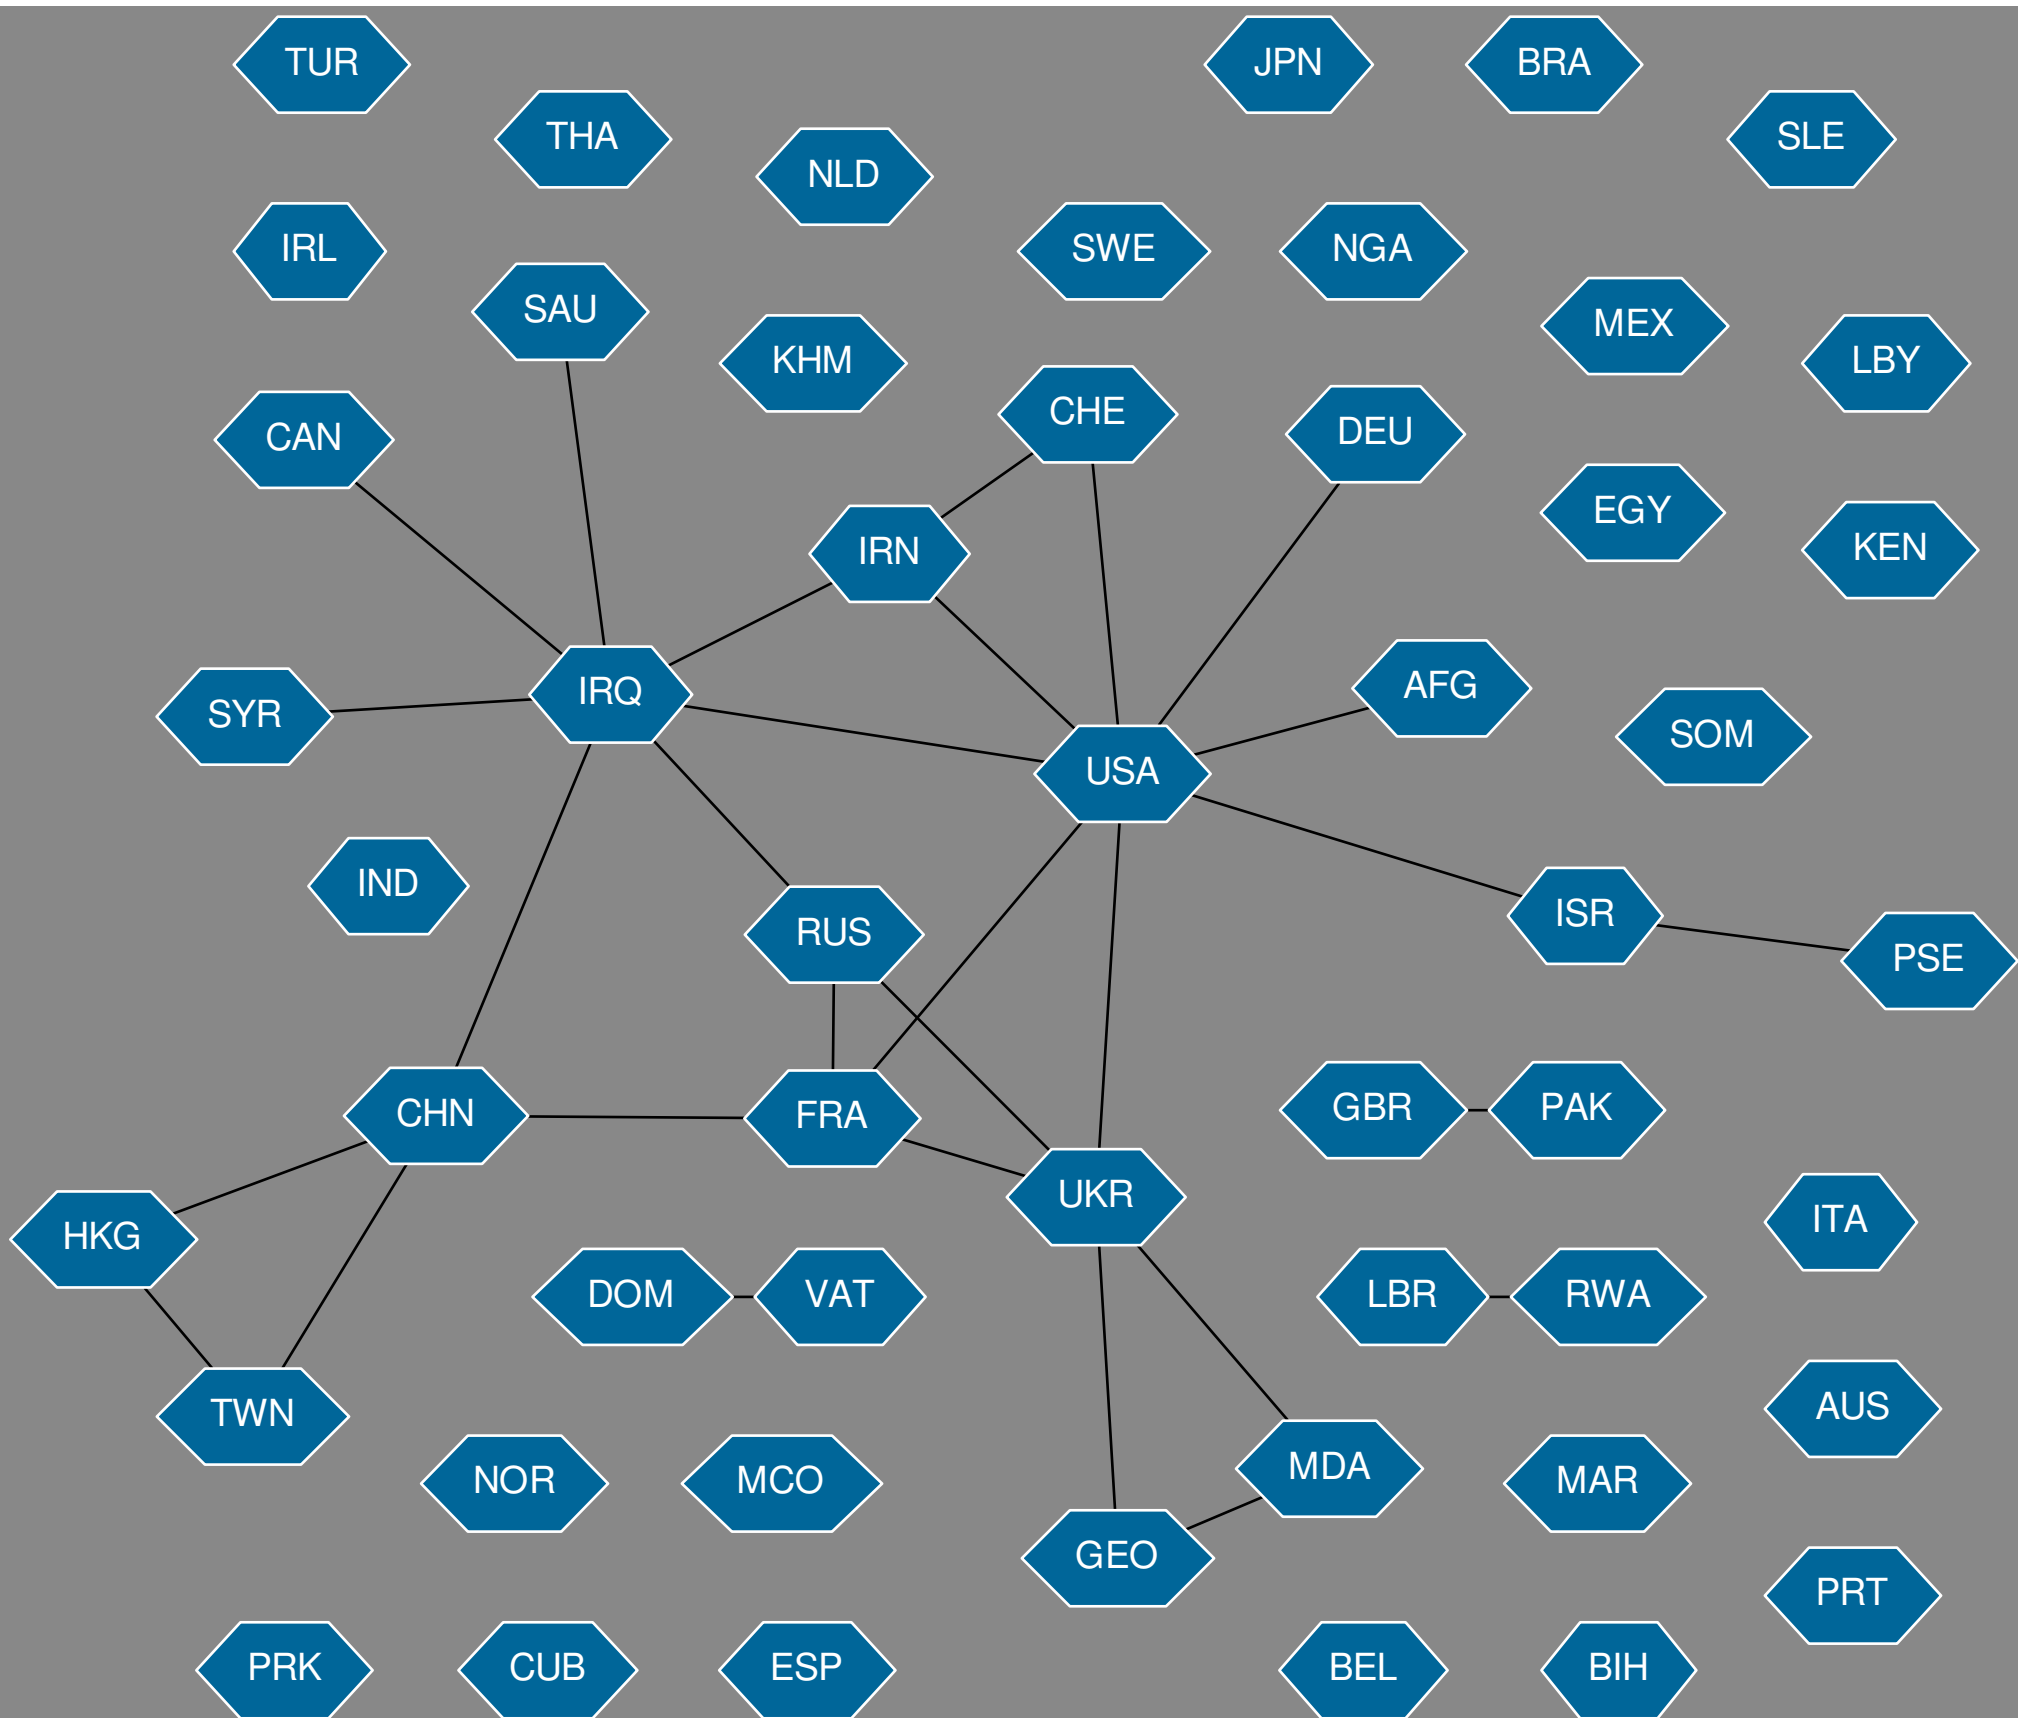 TUR
JPN
BRA
THA
SLE
NLD
IRL
SWE
NGA
SAU
MEX
KHM
LBY
CHE
DEU
CAN
EGY
IRN
KEN
AFG
IRQ
SYR
SOM
USA
IND
ISR
RUS
PSE
GBR
PAK
CHN
FRA
UKR
ITA
HKG
DOM
VAT
LBR
RWA
AUS
TWN
MDA
NOR
MCO
MAR
GEO
PRT
PRK
CUB
ESP
BEL
BIH